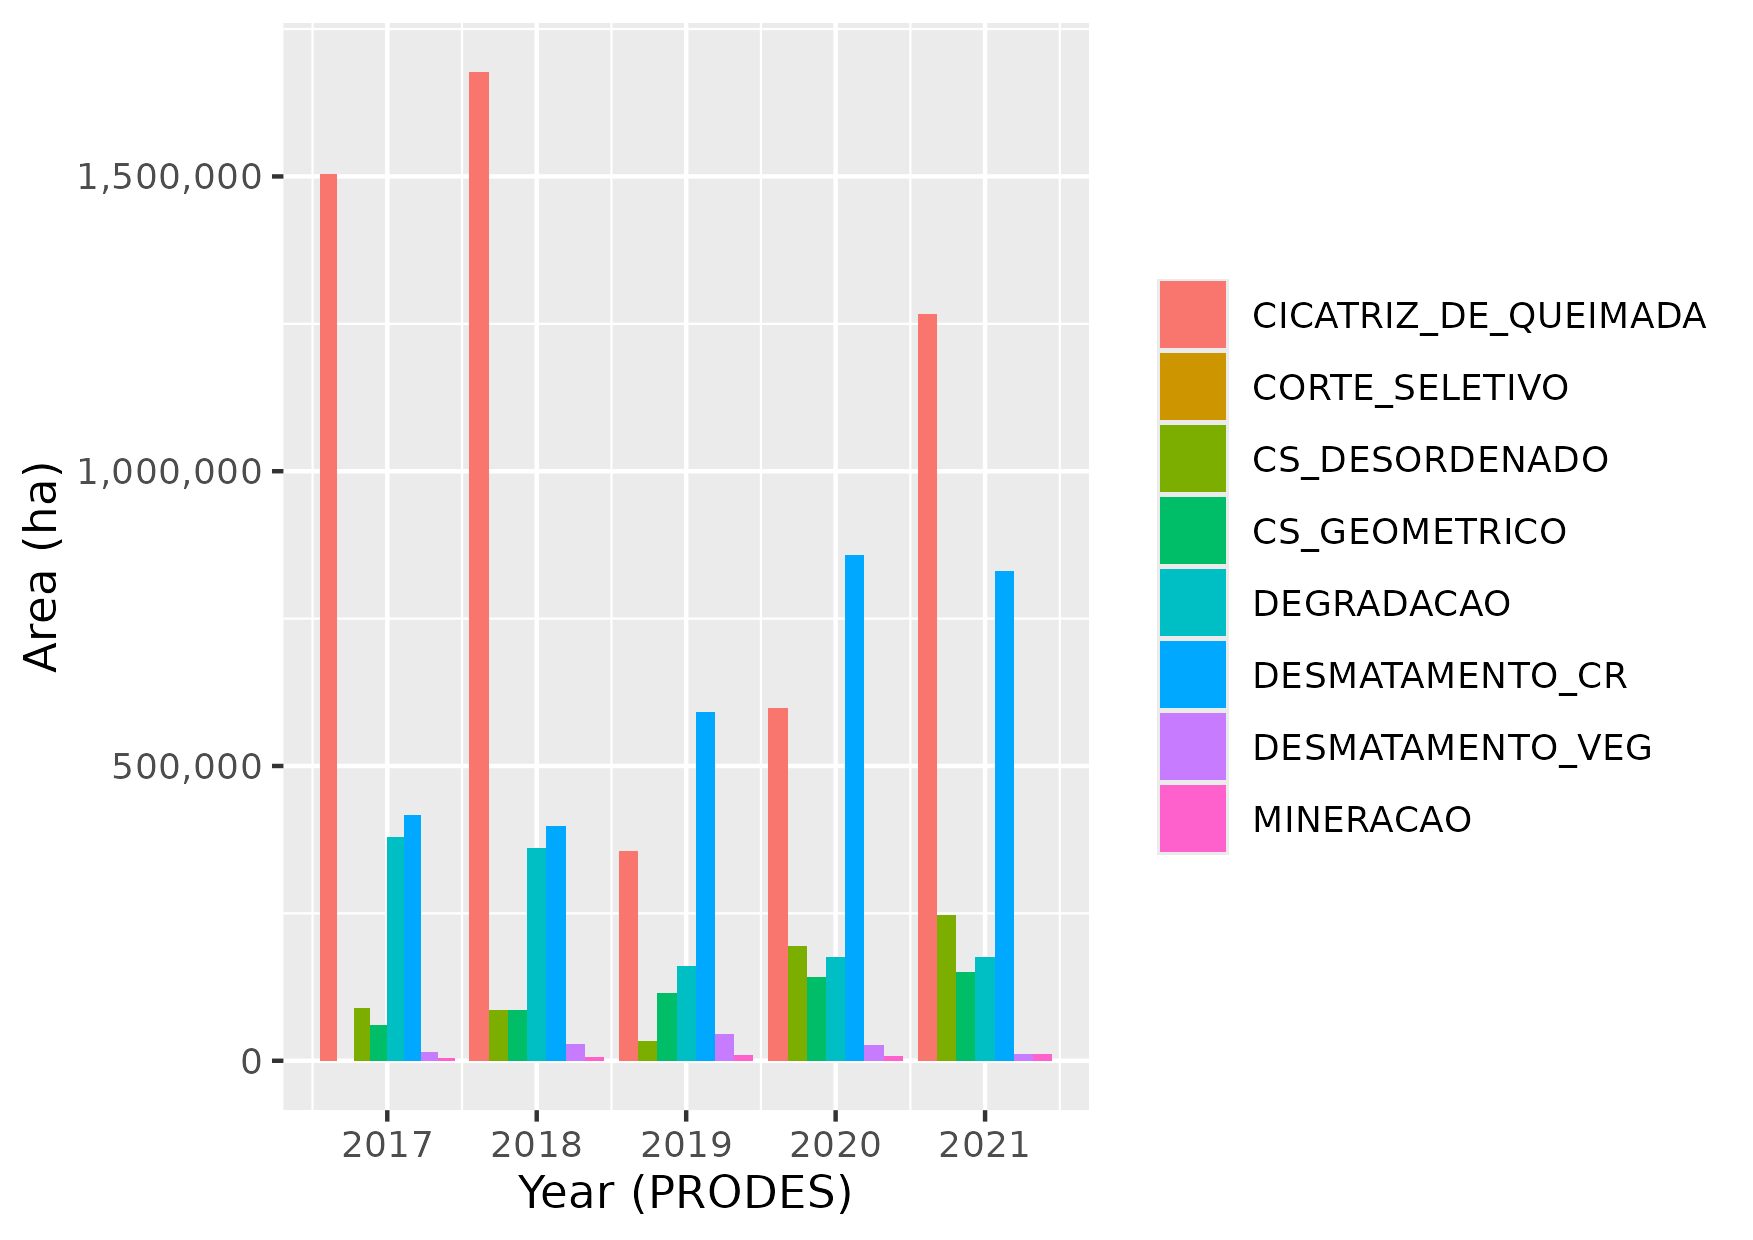 1,500,000
1,000,000
500,000
0
Area (ha)
2017 2018 2019 2020 2021
Year (PRODES)
CICATRIZ_DE_QUEIMADA
CORTE_SELETIVO
CS_DESORDENADO
CS_GEOMETRICO
DEGRADACAO
DESMATAMENTO_CR
DESMATAMENTO_VEG
MINERACAO